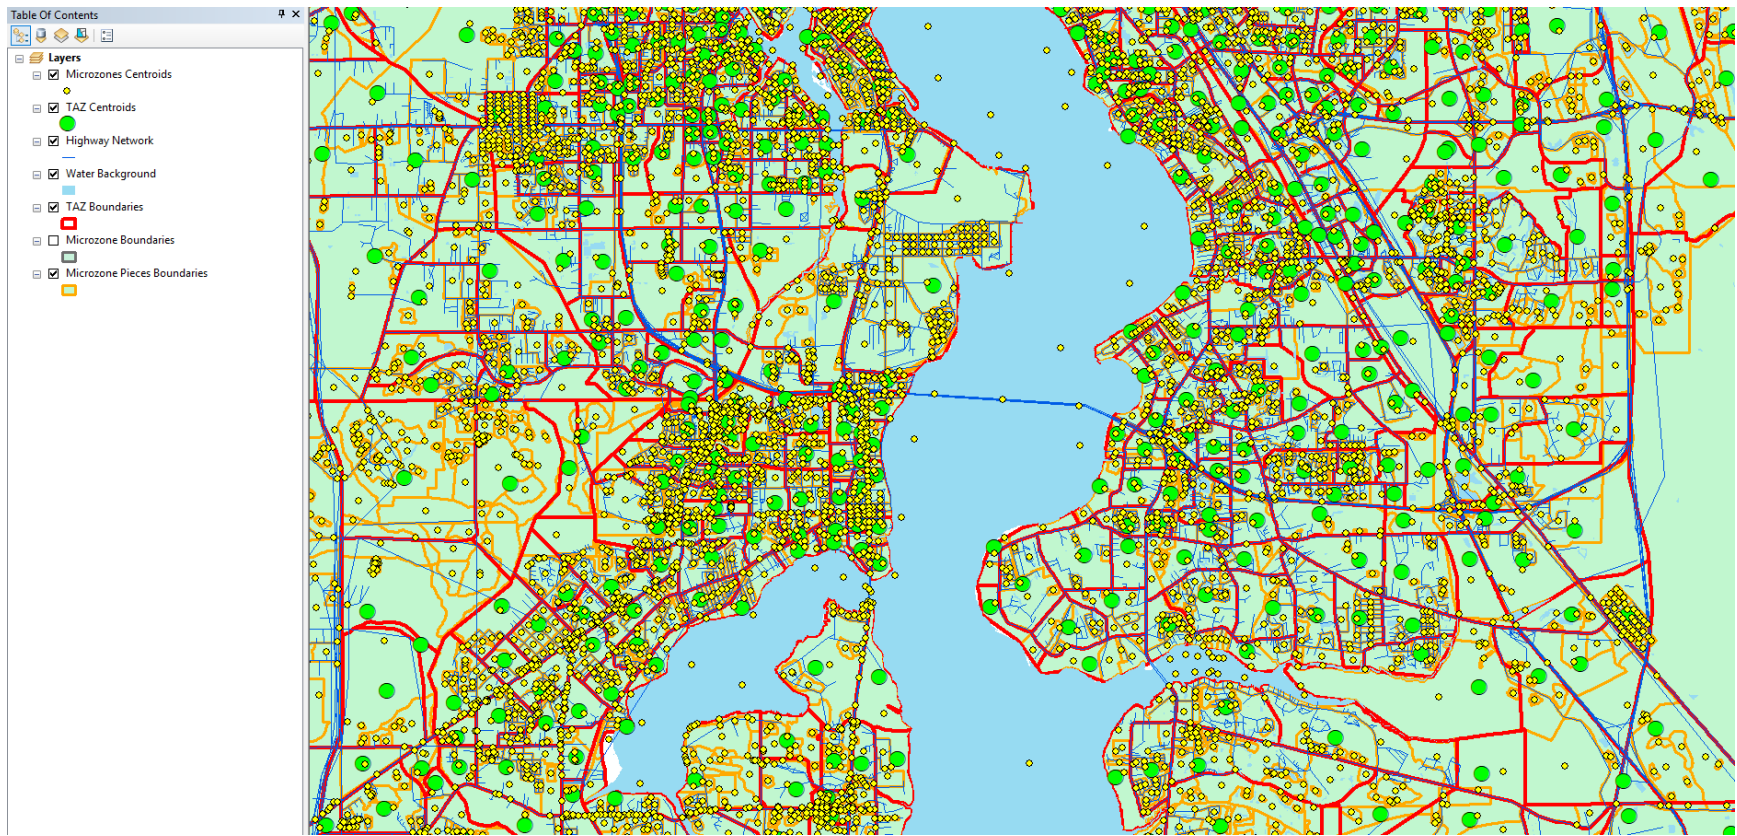 Table Of Contents
Layers
Microzones Centroids
TAZ Centroids
Highway Network
Water Background
TAZ Boundaries
Microzone Boundaries
Microzone Pieces Boundaries